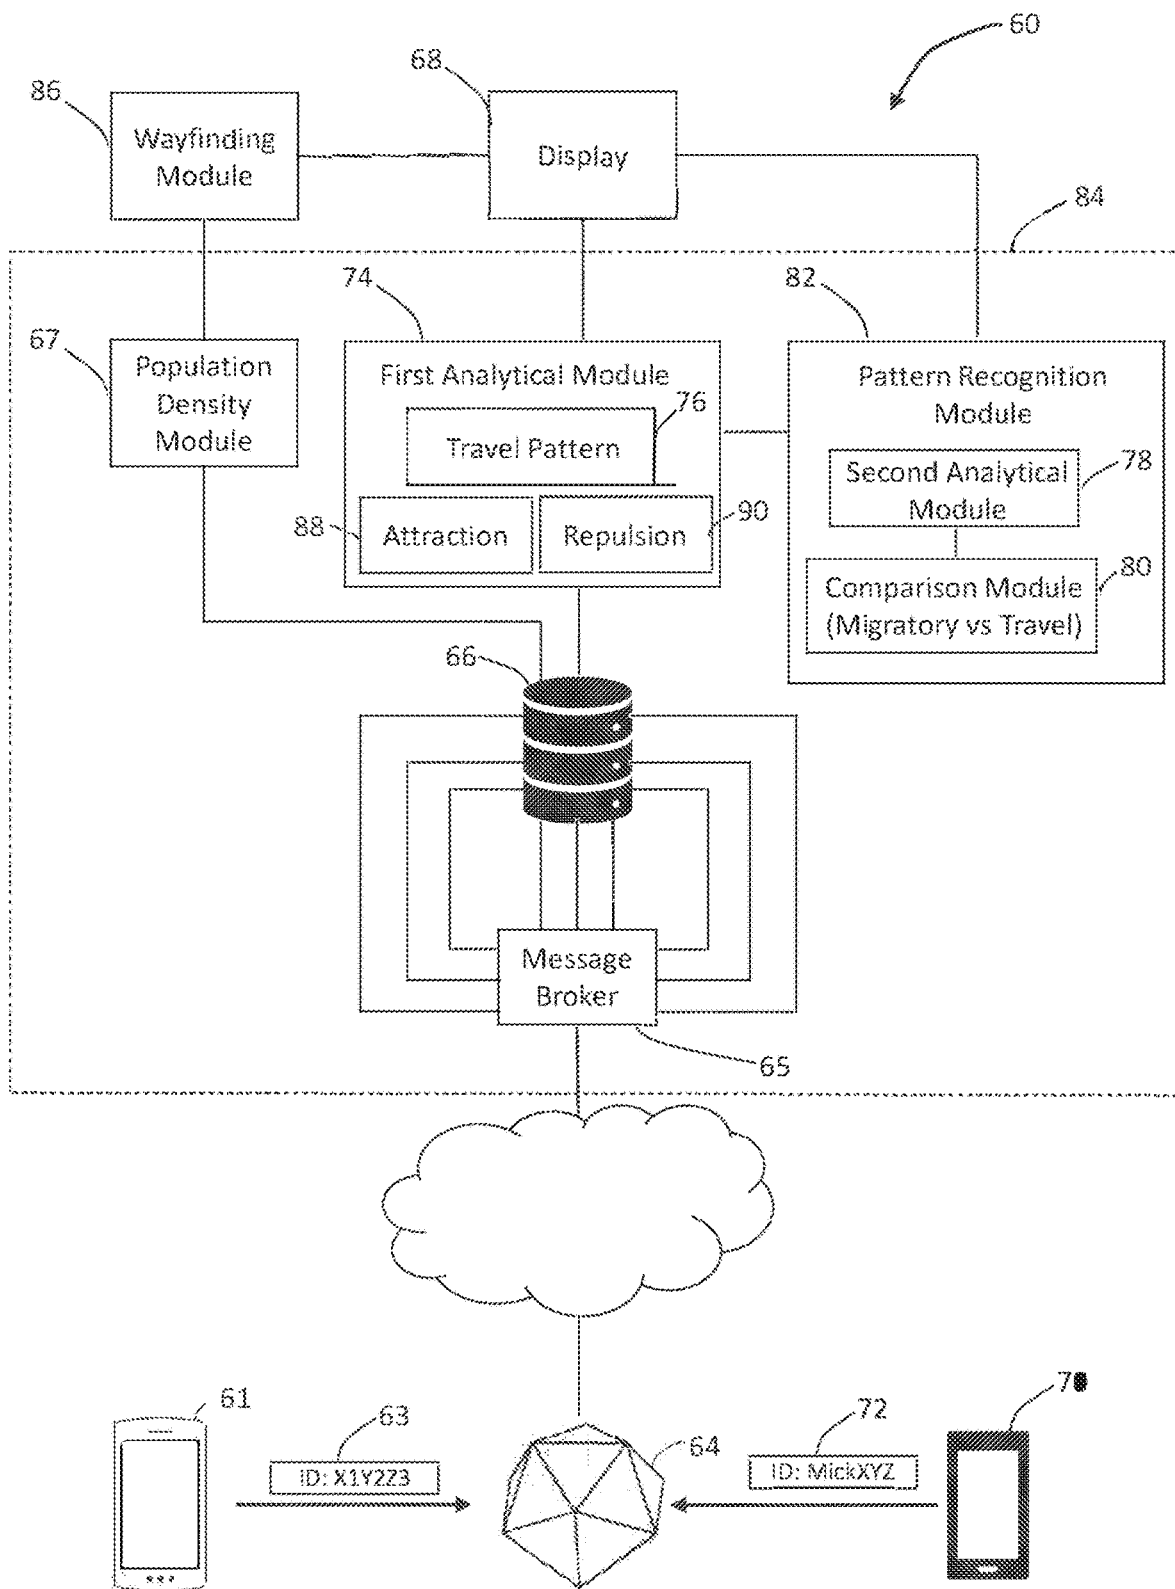 60
68
86
Wayfinding
Module
Display
84
74
82
67
Population
Density
Module
First Analytical Module
76
Travel Pattern
88
Attraction
Repulsion
90
Pattern Recognition
Module
Second Analytical
Module
78
Comparison Module
(Migratory vs Travel)
80
66
Message
Broker
65
61
63
ID: X1Y2Z3
64
72
ID: MickXYZ